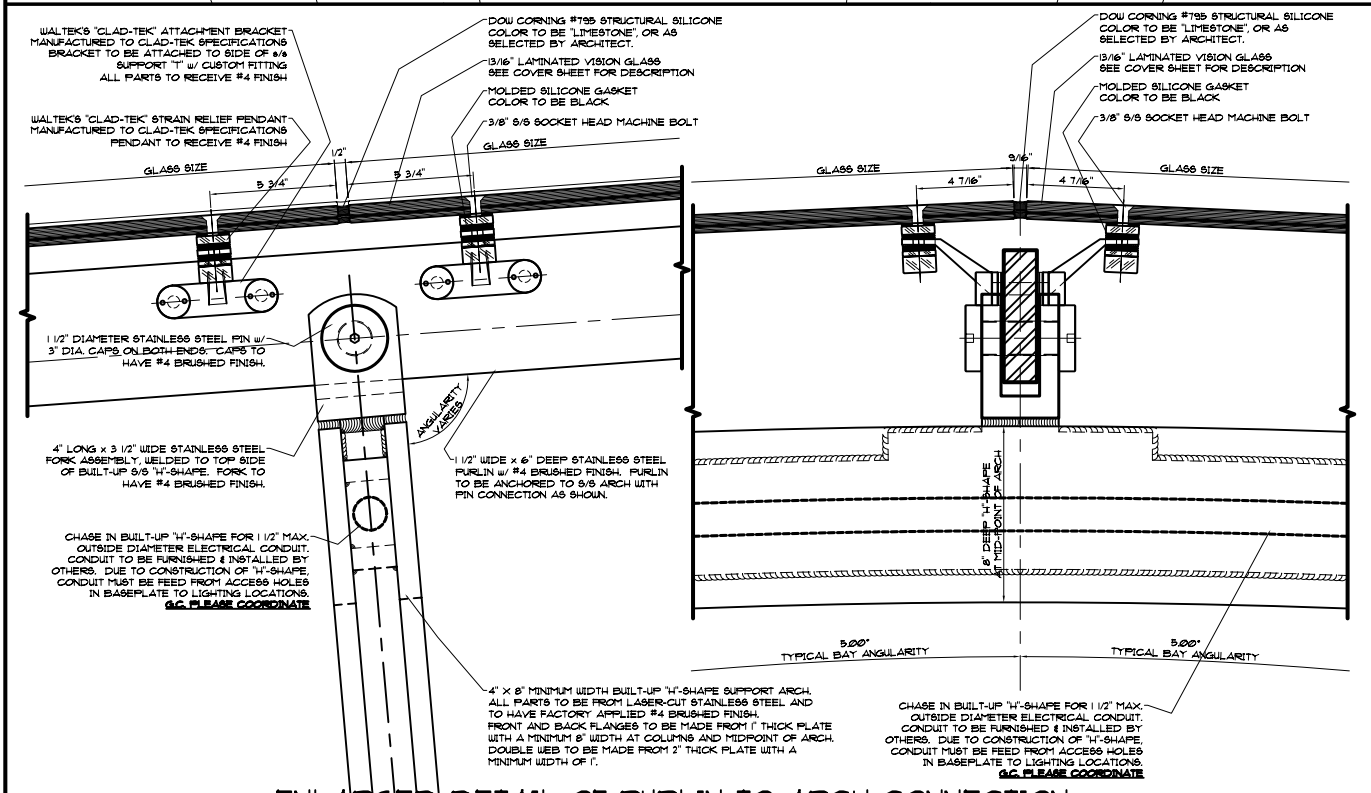 WALTEK'S "CLAD-TEK" ATTACHMENT BRACKET
MANUFACTURED TO CLAD-TEK SPECIFICATIONS
BRACKET TO BE ATTACHED TO SIDE OF s/s
SUPPORT "T" w/ CUSTOM FITTING
ALL PARTS TO RECEIVE #4 FINISH
WALTEK'S "CLAD-TEK" STRAIN RELIEF PENDANT
MANUFACTURED TO CLAD-TEK SPECIFICATIONS
PENDANT TO RECEIVE #4 FINISH
DOW CORNING #795 STRUCTURAL SILICONE
COLOR TO BE "LIMESTONE", OR AS
SELECTED BY ARCHITECT.
13/16" LAMINATED VISION GLASS
SEE COVER SHEET FOR DESCRIPTION
MOLDED SILICONE GASKET
COLOR TO BE BLACK
3/8" S/S SOCKET HEAD MACHINE BOLT
GLASS SIZE
1/2"
GLASS SIZE
5 3/4"
5 3/4"
1 1/2" DIAMETER STAINLESS STEEL PIN w/
3" DIA. CAPS ON BOTH ENDS. CAPS TO
HAVE #4 BRUSHED FINISH.
ANGULARITY
VARIES
4" LONG x 3 1/2" WIDE STAINLESS STEEL
FORK ASSEMBLY, WELDED TO TOP SIDE
OF BUILT-UP S/S "H"-SHAPE. FORK TO
HAVE #4 BRUSHED FINISH.
1 1/2" WIDE x 6" DEEP STAINLESS STEEL
PURLIN w/ #4 BRUSHED FINISH. PURLIN
TO BE ANCHORED TO S/S ARCH WITH
PIN CONNECTION AS SHOWN.
CHASE IN BUILT-UP "H"-SHAPE FOR 1 1/2" MAX.
OUTSIDE DIAMETER ELECTRICAL CONDUIT.
CONDUIT TO BE FURNISHED & INSTALLED BY
OTHERS. DUE TO CONSTRUCTION OF "H"-SHAPE,
CONDUIT MUST BE FEED FROM ACCESS HOLES
IN BASEPLATE TO LIGHTING LOCATIONS.
G.C. PLEASE COORDINATE
4" X 8" MINIMUM WIDTH BUILT-UP "H"-SHAPE SUPPORT ARCH.
ALL PARTS TO BE FROM LASER-CUT STAINLESS STEEL AND
TO HAVE FACTORY APPLIED #4 BRUSHED FINISH.
FRONT AND BACK FLANGES TO BE MADE FROM 1" THICK PLATE
WITH A MINIMUM 8" WIDTH AT COLUMNS AND MIDPOINT OF ARCH.
DOUBLE WEB TO BE MADE FROM 2" THICK PLATE WITH A
MINIMUM WIDTH OF 1".
DOW CORNING #795 STRUCTURAL SILICONE
COLOR TO BE "LIMESTONE", OR AS
SELECTED BY ARCHITECT.
13/16" LAMINATED VISION GLASS
SEE COVER SHEET FOR DESCRIPTION
MOLDED SILICONE GASKET
COLOR TO BE BLACK
3/8" S/S SOCKET HEAD MACHINE BOLT
GLASS SIZE
9/16"
GLASS SIZE
4 7/16"
4 7/16"
8" DEEP "H"-SHAPE
AT MID-POINT OF ARCH
5.00°
TYPICAL BAY ANGULARITY
5.00°
TYPICAL BAY ANGULARITY
CHASE IN BUILT-UP "H"-SHAPE FOR 1 1/2" MAX.
OUTSIDE DIAMETER ELECTRICAL CONDUIT.
CONDUIT TO BE FURNISHED & INSTALLED BY
OTHERS. DUE TO CONSTRUCTION OF "H"-SHAPE,
CONDUIT MUST BE FEED FROM ACCESS HOLES
IN BASEPLATE TO LIGHTING LOCATIONS.
G.C. PLEASE COORDINATE
ENLARGED DETAIL OF PURLIN TO ARCH CONNECTION